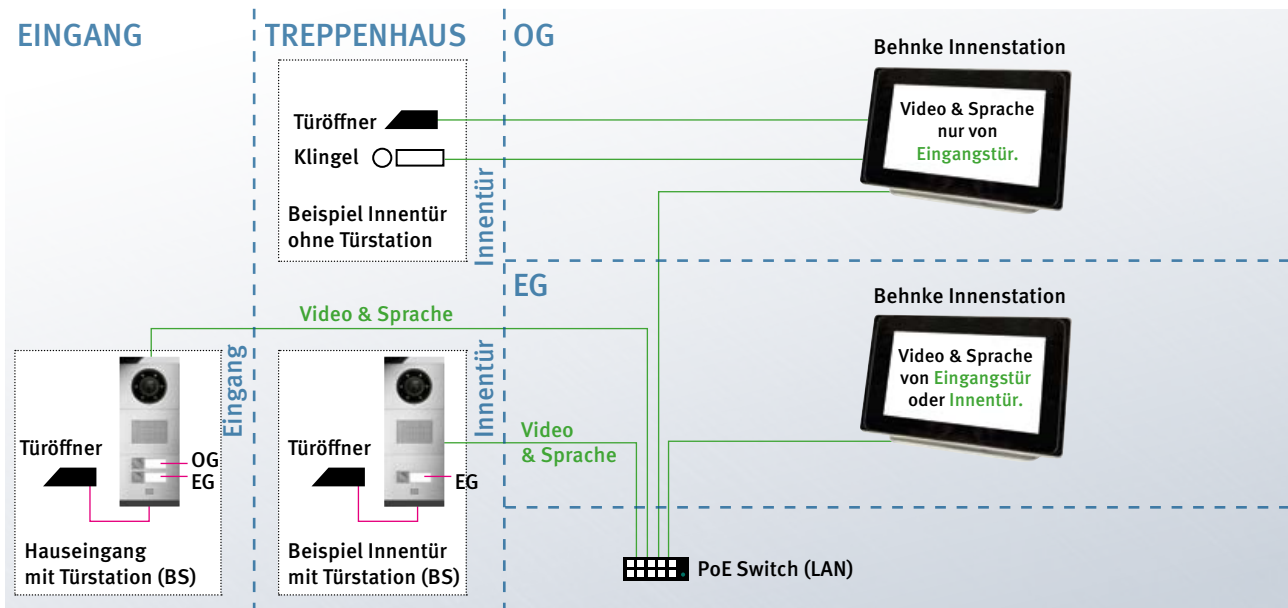 EINGANG
TREPPENHAUS
OG
Behnke Innenstation
Türöffner
Klingel
Innentür
Beispiel Innentür
ohne Türstation
Video & Sprache
nur von
Eingangstür.
EG
Behnke Innenstation
Video & Sprache
von Eingangstür
oder Innentür.
Video & Sprache
Eingang
Türöffner
OG
EG
Hauseingang
mit Türstation (BS)
Innentür
Türöffner
EG
Beispiel Innentür
mit Türstation (BS)
Video
& Sprache
PoE Switch (LAN)